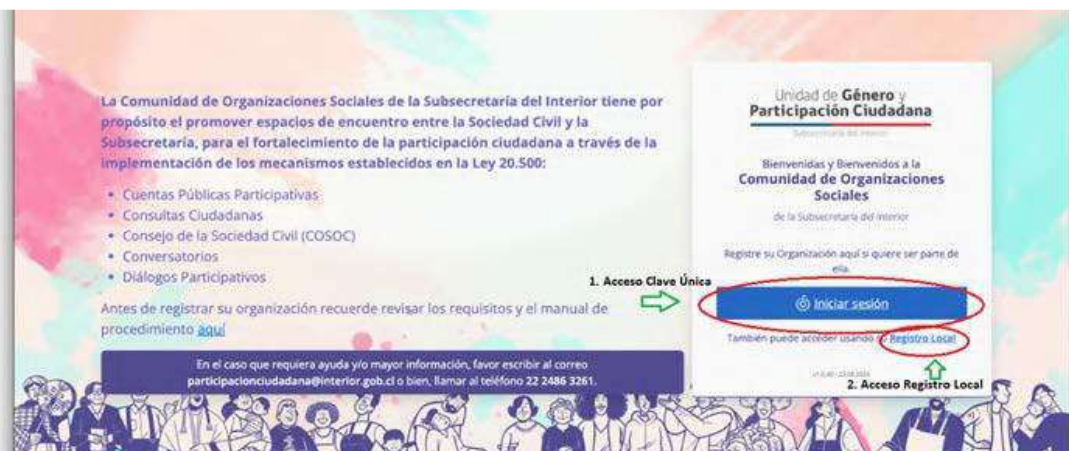 La Comunidad de Organizaciones Sociales de la Subsecretaría del Interior tiene por
propósito el promover espacios de encuentro entre la Sociedad Civil y la
Subsecretaría, para el fortalecimiento de la participación ciudadana a través de la
implementación de los mecanismos establecidos en la Ley 20.500:
• Cuentas Públicas Participativas
• Consultas Ciudadanas
• Consejo de la Sociedad Civil (COSOC)
• Conversatorios
• Diálogos Participativos
Antes de registrar su organización recuerde revisar los requisitos y el manual de
procedimiento aquí
En el caso que requiera ayuda y/o mayor información, favor escribir al correo
participacionciudadana@interior.gob.cl o bien, llamar al teléfono 22 2486 3261.
Unidad de Género y
Participación Ciudadana
Subsecretaría del Interior
Bienvenidas y Bienvenidos a la
Comunidad de Organizaciones
Sociales
de la Subsecretaría del Interior
Registre su Organización aquí si quiere ser parte de
ella.
1. Acceso Clave Única
Iniciar sesión
También puede acceder usando Registro Local
2. Acceso Registro Local